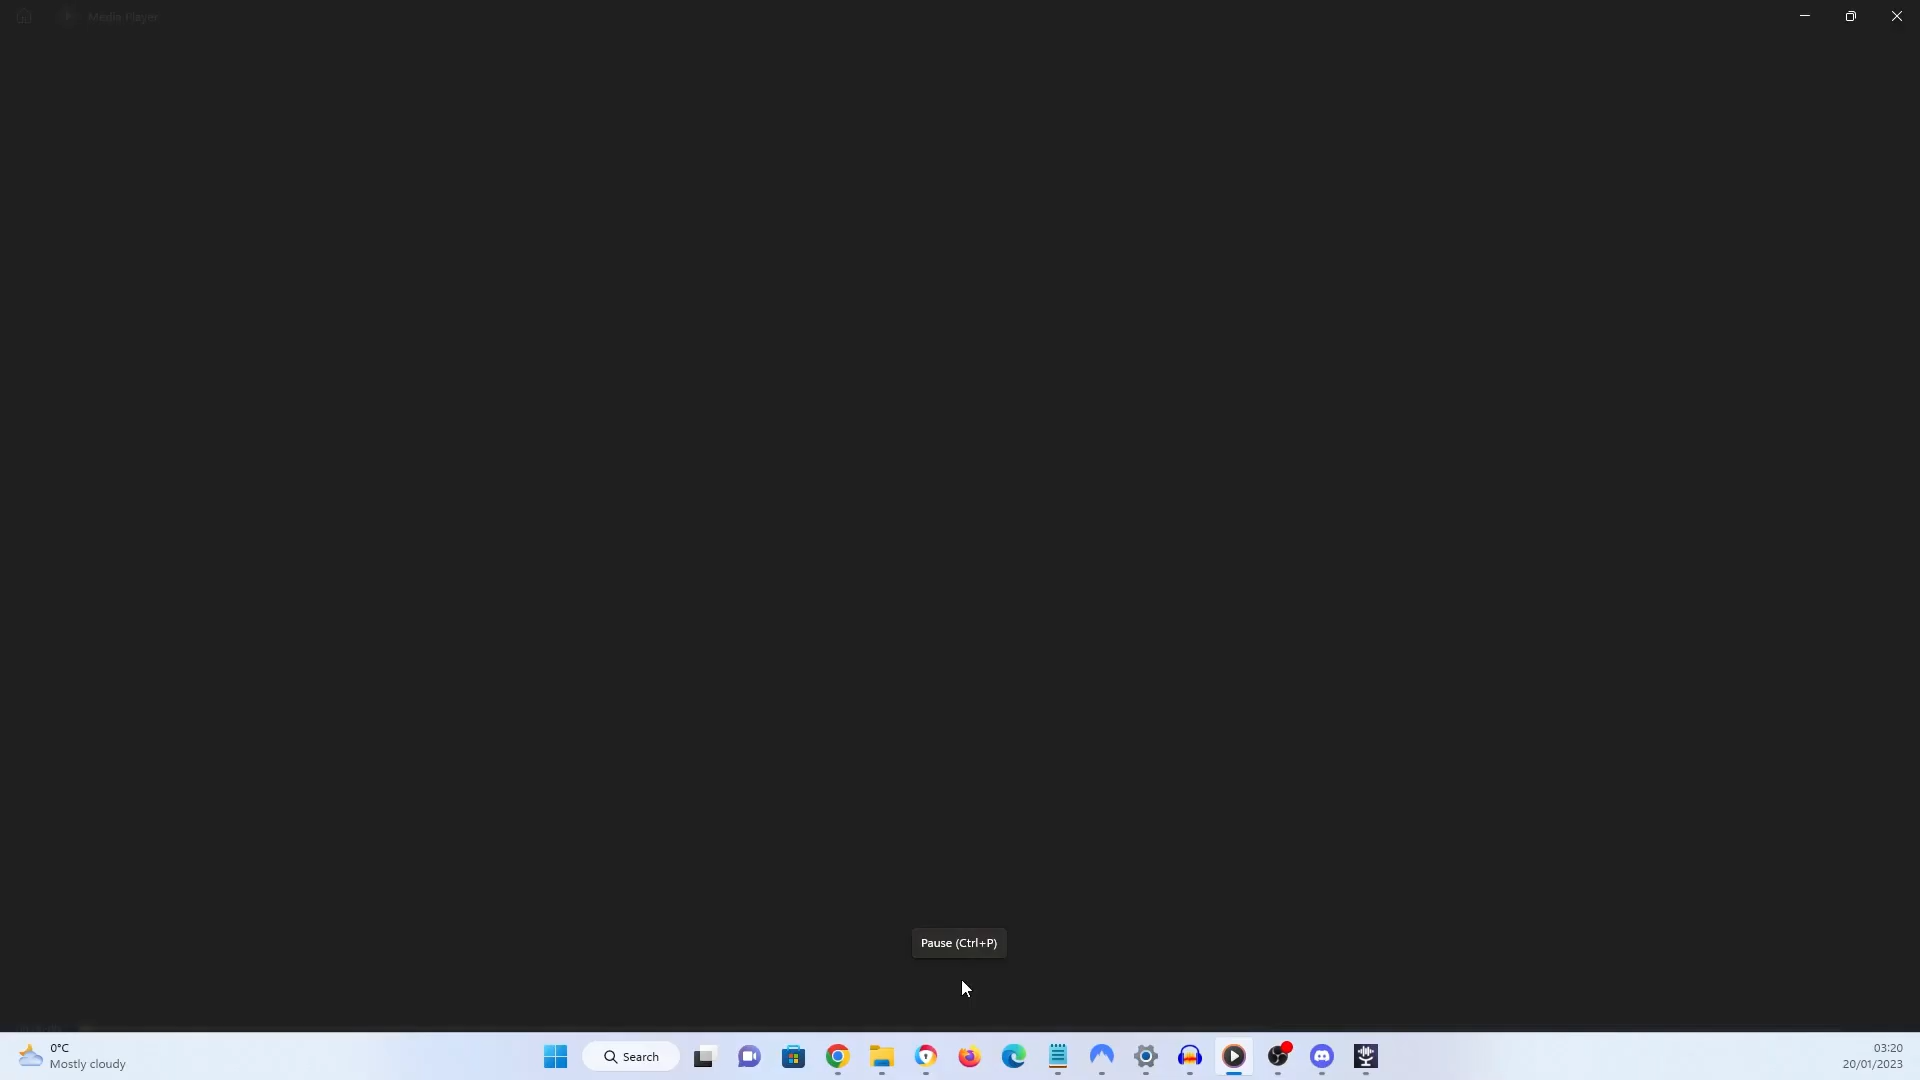 Media Player
Pause (Ctrl+P)
0°C
Mostly cloudy
Search
03:20
20/01/2023